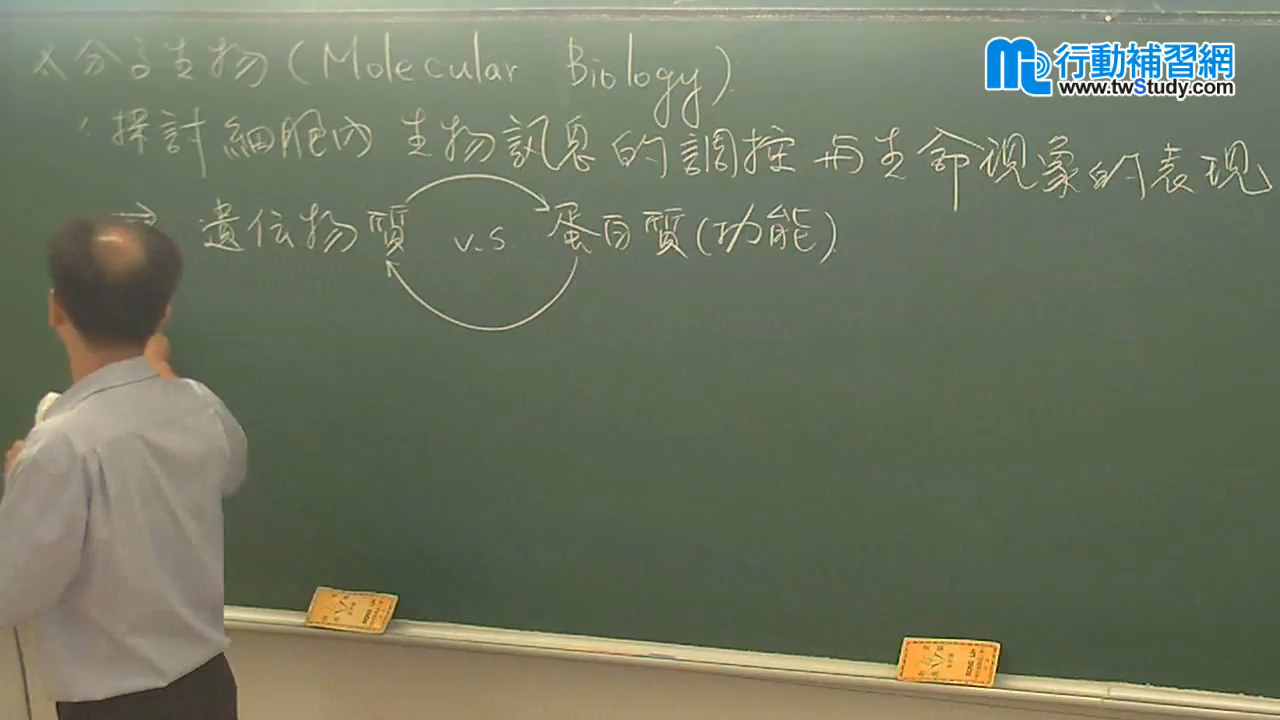 分子生物(Molecular Biology)
探討細胞內生物訊息的調控與生命現象的表現
⇒ 遺伝物質 v.s. 蛋白質(功能)
行動補習網
www.twStudy.com